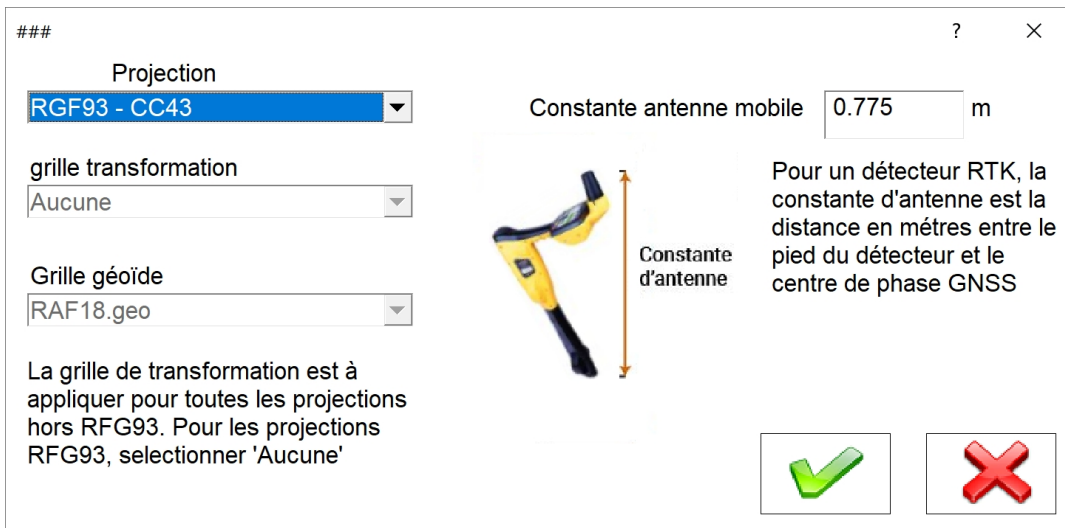 ###
?
Projection
RGF93 - CC43
grille transformation
Aucune
Grille géoïde
RAF18.geo
La grille de transformation est à
appliquer pour toutes les projections
hors RFG93. Pour les projections
RFG93, selectionner 'Aucune'
Constante antenne mobile
0.775
m
Constante
d'antenne
Pour un détecteur RTK, la
constante d'antenne est la
distance en métres entre le
pied du détecteur et le
centre de phase GNSS